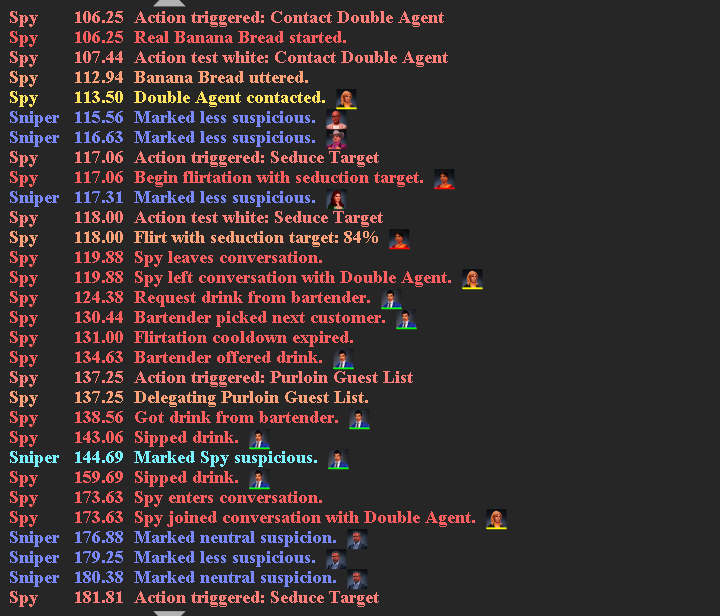 Spy 106.25 Action triggered: Contact Double Agent
Spy 106.25 Real Banana Bread started.
Spy 107.44 Action test white: Contact Double Agent
Spy 112.94 Banana Bread uttered.
Spy 113.50 Double Agent contacted.
Sniper 115.56 Marked less suspicious.
Sniper 116.63 Marked less suspicious.
Spy 117.06 Action triggered: Seduce Target
Spy 117.06 Begin flirtation with seduction target.
Sniper 117.31 Marked less suspicious.
Spy 118.00 Action test white: Seduce Target
Spy 118.00 Flirt with seduction target: 84%
Spy 119.88 Spy leaves conversation.
Spy 119.88 Spy left conversation with Double Agent.
Spy 124.38 Request drink from bartender.
Spy 130.44 Bartender picked next customer.
Spy 131.00 Flirtation cooldown expired.
Spy 134.63 Bartender offered drink.
Spy 137.25 Action triggered: Purloin Guest List
Spy 137.25 Delegating Purloin Guest List.
Spy 138.56 Got drink from bartender.
Spy 143.06 Sipped drink.
Sniper 144.69 Marked Spy suspicious.
Spy 159.69 Sipped drink.
Spy 173.63 Spy enters conversation.
Spy 173.63 Spy joined conversation with Double Agent.
Sniper 176.88 Marked neutral suspicion.
Sniper 179.25 Marked less suspicious.
Sniper 180.38 Marked neutral suspicion.
Spy 181.81 Action triggered: Seduce Target